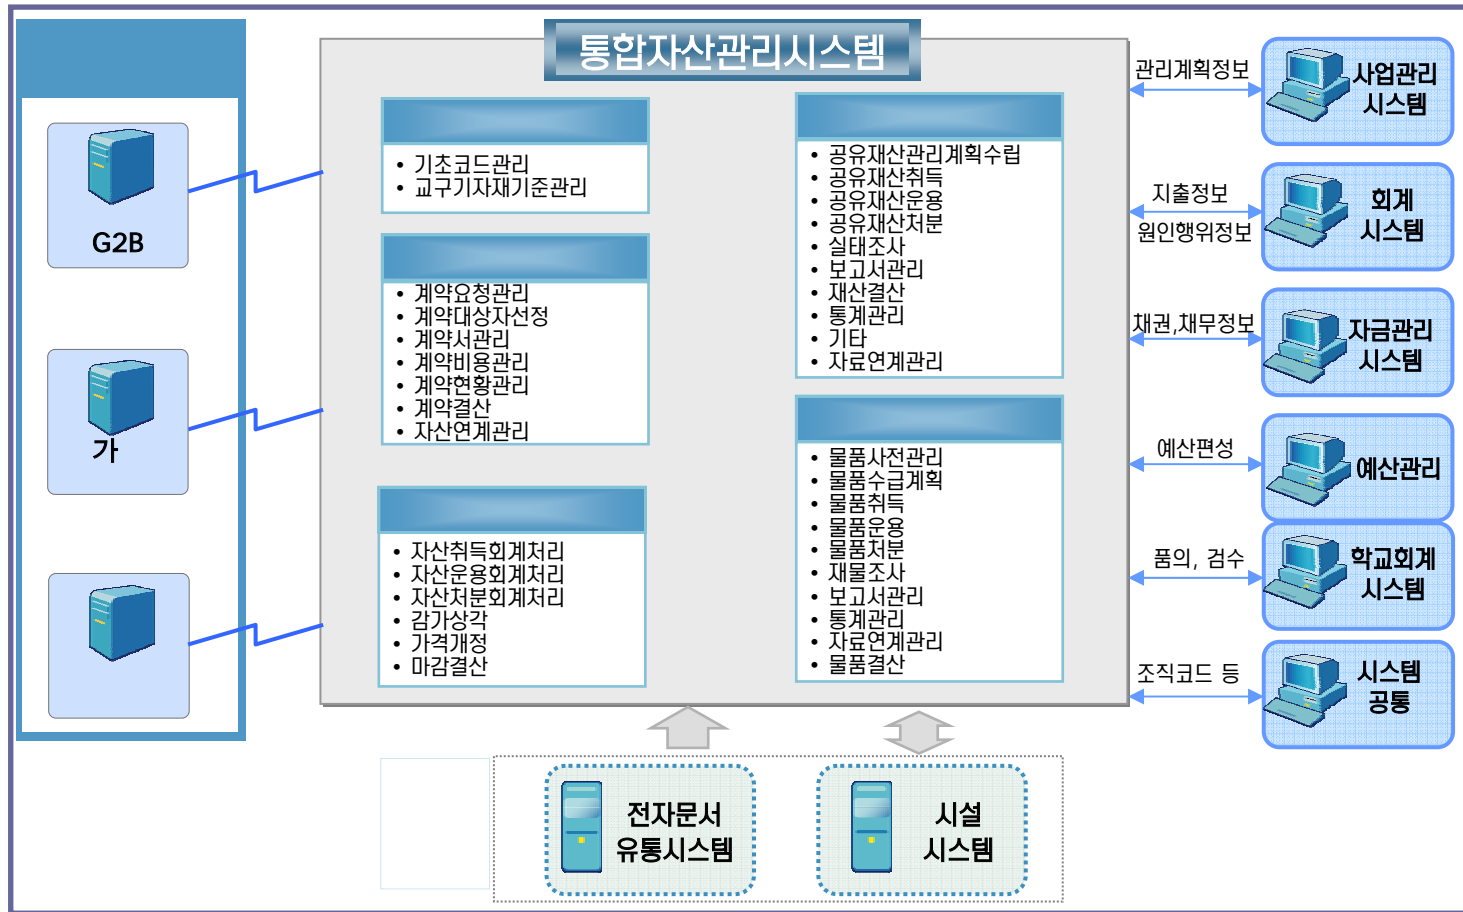 통합자산관리시스템
G2B
가
• 기초코드관리
• 교구기자재기준관리
• 계약요청관리
• 계약대상자선정
• 계약서관리
• 계약비용관리
• 계약현황관리
• 계약결산
• 자산연계관리
• 자산취득회계처리
• 자산운용회계처리
• 자산처분회계처리
• 감가상각
• 가격개정
• 마감결산
• 공유재산관리계획수립
• 공유재산취득
• 공유재산운용
• 공유재산처분
• 실태조사
• 보고서관리
• 재산결산
• 통계관리
• 기타
• 자료연계관리
• 물품사전관리
• 물품수급계획
• 물품취득
• 물품운용
• 물품처분
• 재물조사
• 보고서관리
• 통계관리
• 자료연계관리
• 물품결산
관리계획정보
사업관리
시스템
지출정보
원인행위정보
회계
시스템
채권,채무정보
자금관리
시스템
예산편성
예산관리
품의, 검수
학교회계
시스템
조직코드 등
시스템
공통
전자문서
유통시스템
시설
시스템